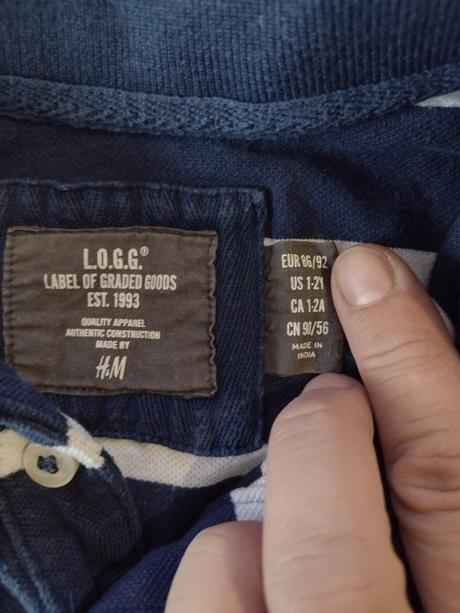 L.O.G.G.®
LABEL OF GRADED GOODS
EST. 1993
QUALITY APPAREL
AUTHENTIC CONSTRUCTION
MADE BY
H&M
EUR 86/92
US 1-2Y
CA 1-2A
CN 90/56
MADE IN
INDIA